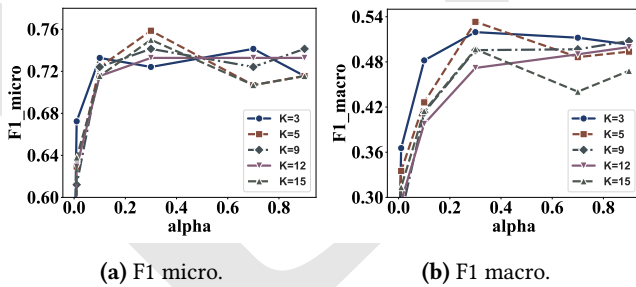 F1_micro
0.76
0.72
0.68
0.64
0.60
0.0 0.2 0.4 0.6 0.8
alpha
K=3
K=5
K=9
K=12
K=15
(a) F1 micro.
F1_macro
0.54
0.48
0.42
0.36
0.30
0.0 0.2 0.4 0.6 0.8
alpha
K=3
K=5
K=9
K=12
K=15
(b) F1 macro.